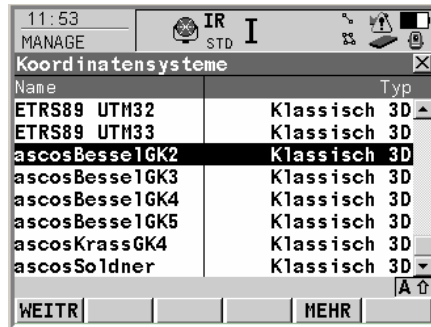 11:53
MANAGE
IR
STD
I
Koordinatensysteme
Name Typ
ETRS89 UTM32 Klassisch 3D
ETRS89 UTM33 Klassisch 3D
ascosBesselGK2 Klassisch 3D
ascosBesselGK3 Klassisch 3D
ascosBesselGK4 Klassisch 3D
ascosBesselGK5 Klassisch 3D
ascosKrassGK4 Klassisch 3D
ascosSoldner Klassisch 3D
A
WEITR MEHR